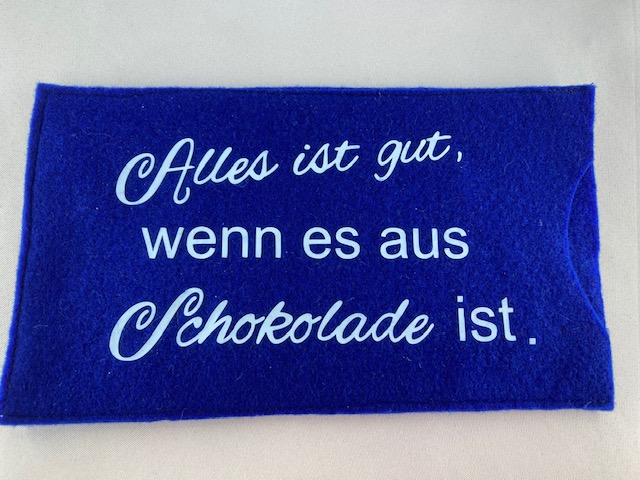 Alles ist gut,
wenn es aus
Schokolade ist.